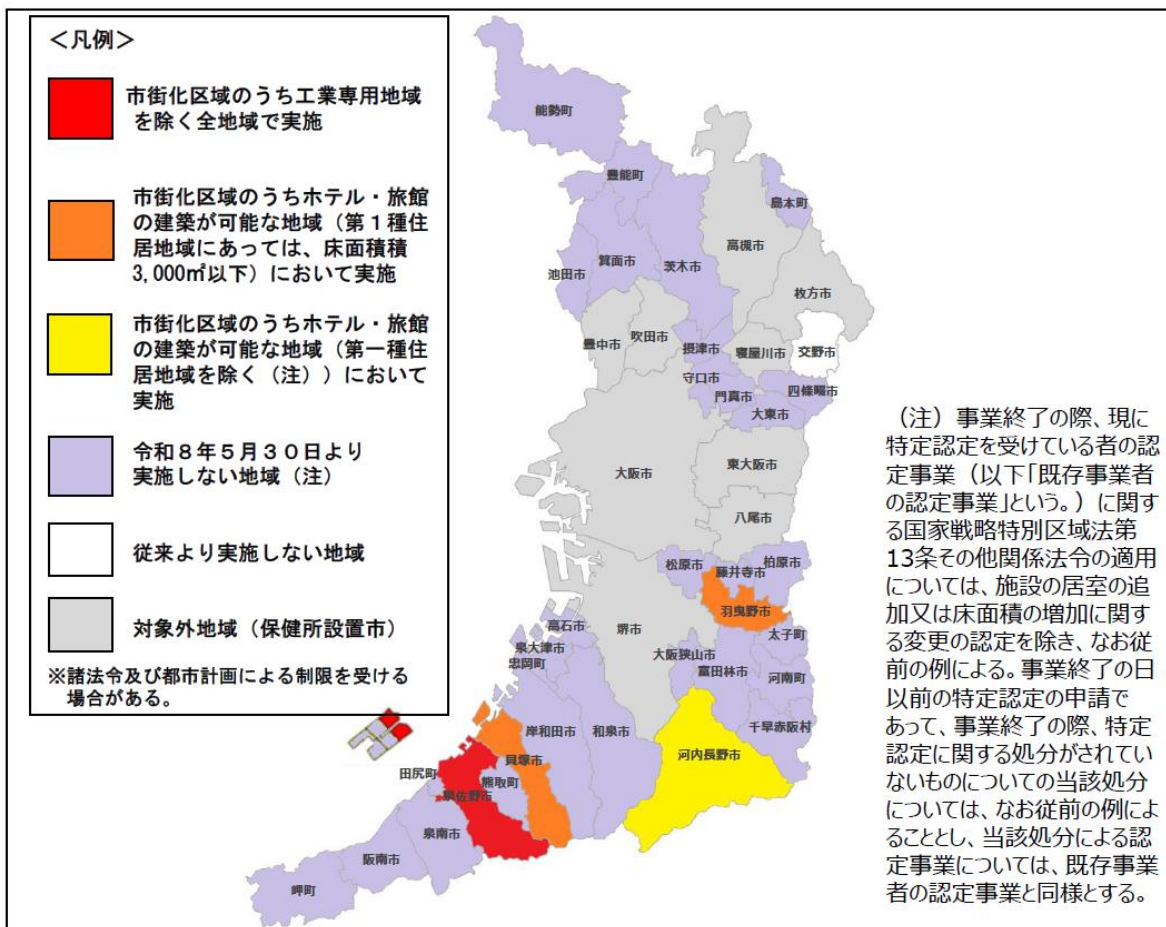 ＜凡例＞
市街化区域のうち工業専用地域
を除く全地域で実施
市街化区域のうちホテル・旅館
の建築が可能な地域（第１種住
居地域にあっては、床面積積
3,000㎡以下）において実施
市街化区域のうちホテル・旅館
の建築が可能な地域（第一種住
居地域を除く（注））において
実施
令和８年５月３０日より
実施しない地域（注）
従来より実施しない地域
対象外地域（保健所設置市）
※諸法令及び都市計画による制限を受ける
場合がある。
能勢町
豊能町
島本町
高槻市
箕面市
茨木市
池田市
枚方市
吹田市
豊中市
摂津市
寝屋川市
交野市
守口市
門真市
四條畷市
大東市
大阪市
東大阪市
八尾市
松原市
藤井寺市
柏原市
羽曳野市
高石市
堺市
太子町
泉大津市
忠岡町
大阪狭山市
富田林市
河南町
岸和田市
和泉市
千早赤阪村
河内長野市
貝塚市
田尻町
熊取町
泉佐野市
泉南市
阪南市
岬町
（注）事業終了の際、現に
特定認定を受けている者の認
定事業（以下「既存事業者
の認定事業」という。）に関す
る国家戦略特別区域法第
13条その他関係法令の適用
については、施設の居室の追
加又は床面積の増加に関す
る変更の認定を除き、なお従
前の例による。事業終了の日
以前の特定認定の申請で
あって、事業終了の際、特定
認定に関する処分がされてい
ないものについての当該処分
については、なお従前の例によ
ることとし、当該処分による認
定事業については、既存事業
者の認定事業と同様とする。